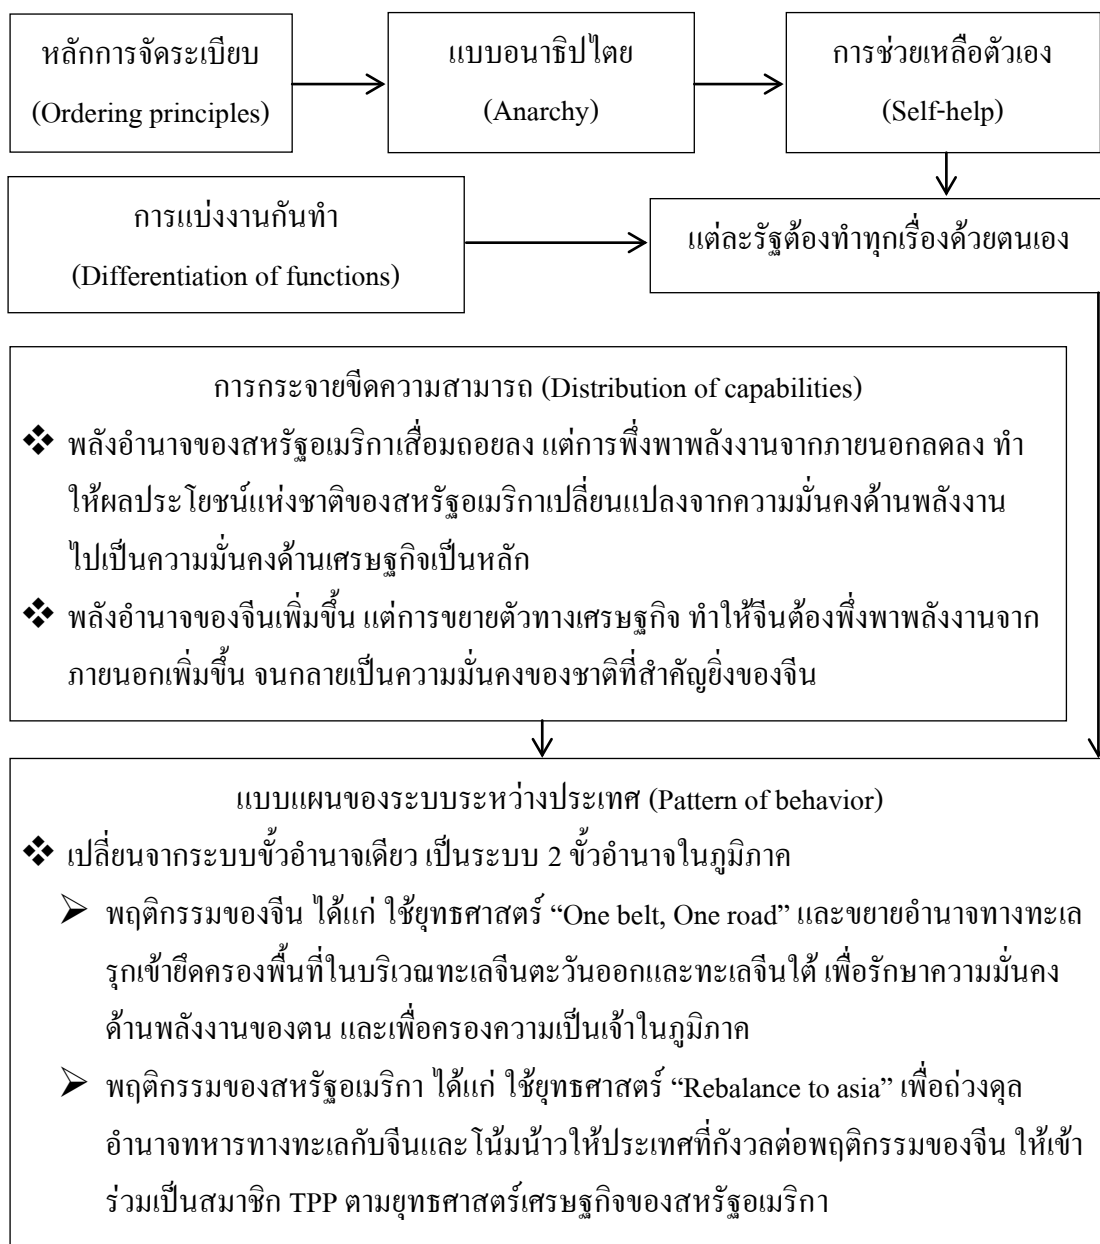 หลักการจัดระเบียบ
(Ordering principles)
แบบอนาธิปไตย
(Anarchy)
การช่วยเหลือตัวเอง
(Self-help)
การแบ่งงานกันทำ
(Differentiation of functions)
แต่ละรัฐต้องทำทุกเรื่องด้วยตนเอง
การกระจายขีดความสามารถ (Distribution of capabilities)
❖ พลังอำนาจของสหรัฐอเมริกาเสื่อมถอยลง แต่การพึ่งพาพลังงานจากภายนอกลดลง ทำ
ให้ผลประโยชน์แห่งชาติของสหรัฐอเมริกาเปลี่ยนแปลงจากความมั่นคงด้านพลังงาน
ไปเป็นความมั่นคงด้านเศรษฐกิจเป็นหลัก
❖ พลังอำนาจของจีนเพิ่มขึ้น แต่การขยายตัวทางเศรษฐกิจ ทำให้จีนต้องพึ่งพาพลังงานจาก
ภายนอกเพิ่มขึ้น จนกลายเป็นความมั่นคงของชาติที่สำคัญยิ่งของจีน
แบบแผนของระบบระหว่างประเทศ (Pattern of behavior)
❖ เปลี่ยนจากระบบขั้วอำนาจเดียว เป็นระบบ 2 ขั้วอำนาจในภูมิภาค
➢ พฤติกรรมของจีน ได้แก่ ใช้ยุทธศาสตร์ “One belt, One road” และขยายอำนาจทางทะเล
รุกเข้ายึดครองพื้นที่ในบริเวณทะเลจีนตะวันออกและทะเลจีนใต้ เพื่อรักษาความมั่นคง
ด้านพลังงานของตน และเพื่อครองความเป็นเจ้าในภูมิภาค
➢ พฤติกรรมของสหรัฐอเมริกา ได้แก่ ใช้ยุทธศาสตร์ “Rebalance to asia” เพื่อถ่วงดุล
อำนาจทหารทางทะเลกับจีนและโน้มน้าวให้ประเทศที่กังวลต่อพฤติกรรมของจีน ให้เข้า
ร่วมเป็นสมาชิก TPP ตามยุทธศาสตร์เศรษฐกิจของสหรัฐอเมริกา